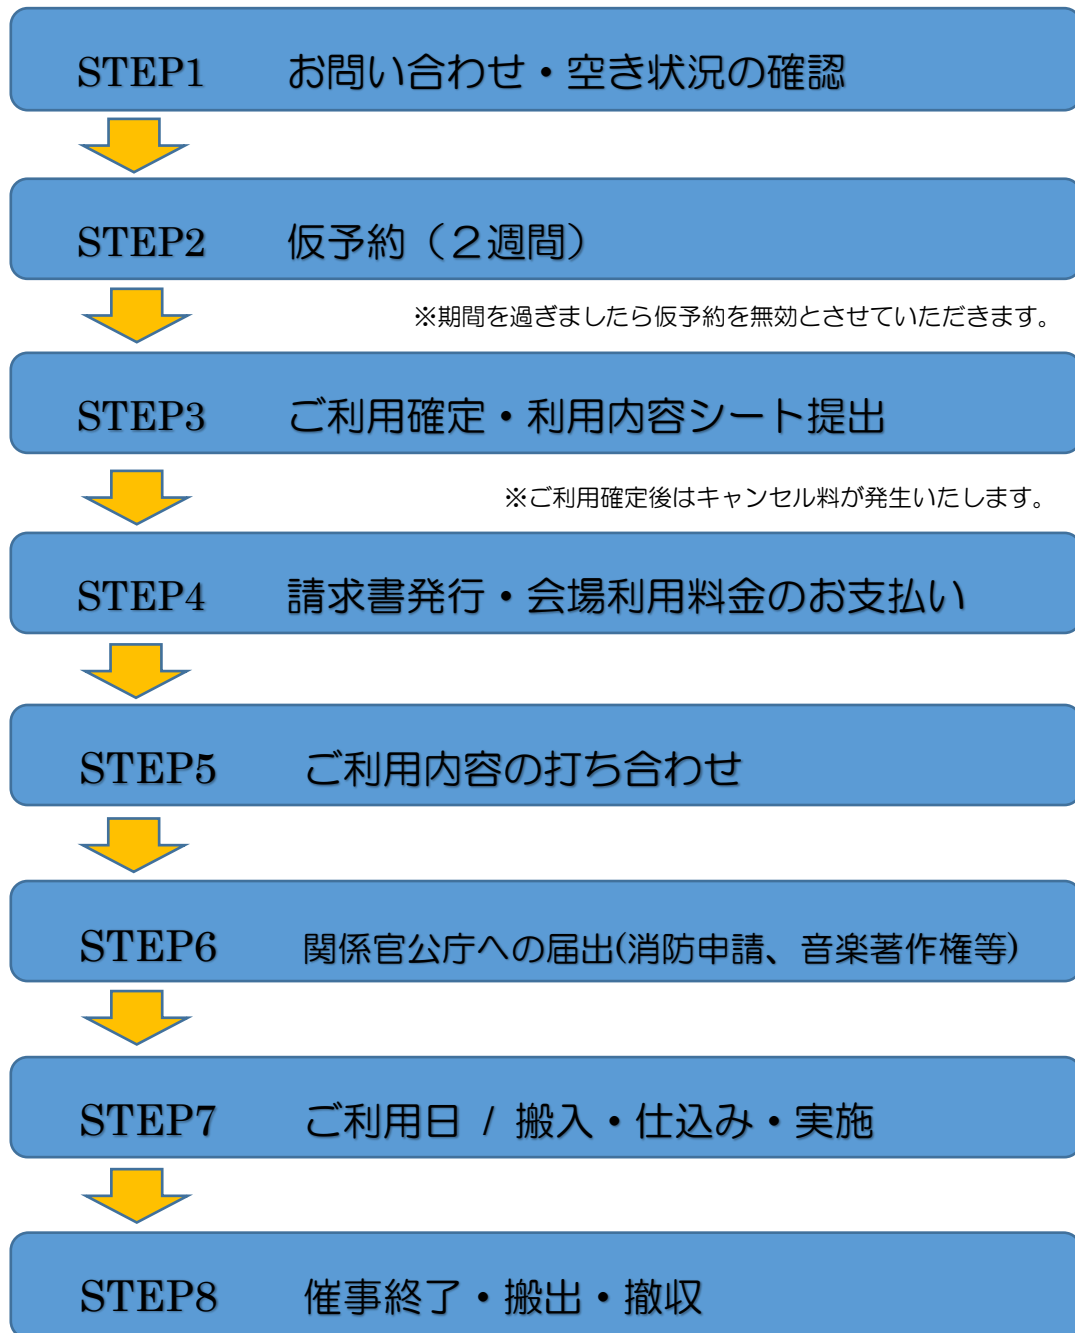 STEP1 お問い合わせ・空き状況の確認
STEP2 仮予約（２週間）
※期間を過ぎましたら仮予約を無効とさせていただきます。
STEP3 ご利用確定・利用内容シート提出
※ご利用確定後はキャンセル料が発生いたします。
STEP4 請求書発行・会場利用料金のお支払い
STEP5 ご利用内容の打ち合わせ
STEP6 関係官公庁への届出(消防申請、音楽著作権等)
STEP7 ご利用日 / 搬入・仕込み・実施
STEP8 催事終了・搬出・撤収